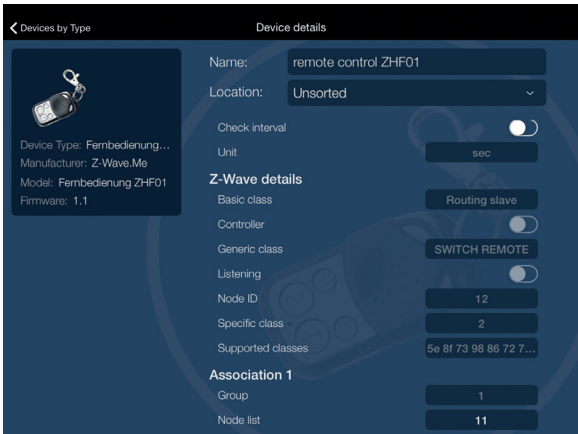 Devices by Type
Device details
Device Type: Fernbedienung...
Manufacturer: Z-Wave.Me
Model: Fernbedienung ZHF01
Firmware: 1.1
Name: remote control ZHF01
Location: Unsorted
Check interval
Unit sec
Z-Wave details
Basic class Routing slave
Controller
Generic class SWITCH REMOTE
Listening
Node ID 12
Specific class 2
Supported classes 5e 8f 73 98 86 72 7...
Association 1
Group 1
Node list 11